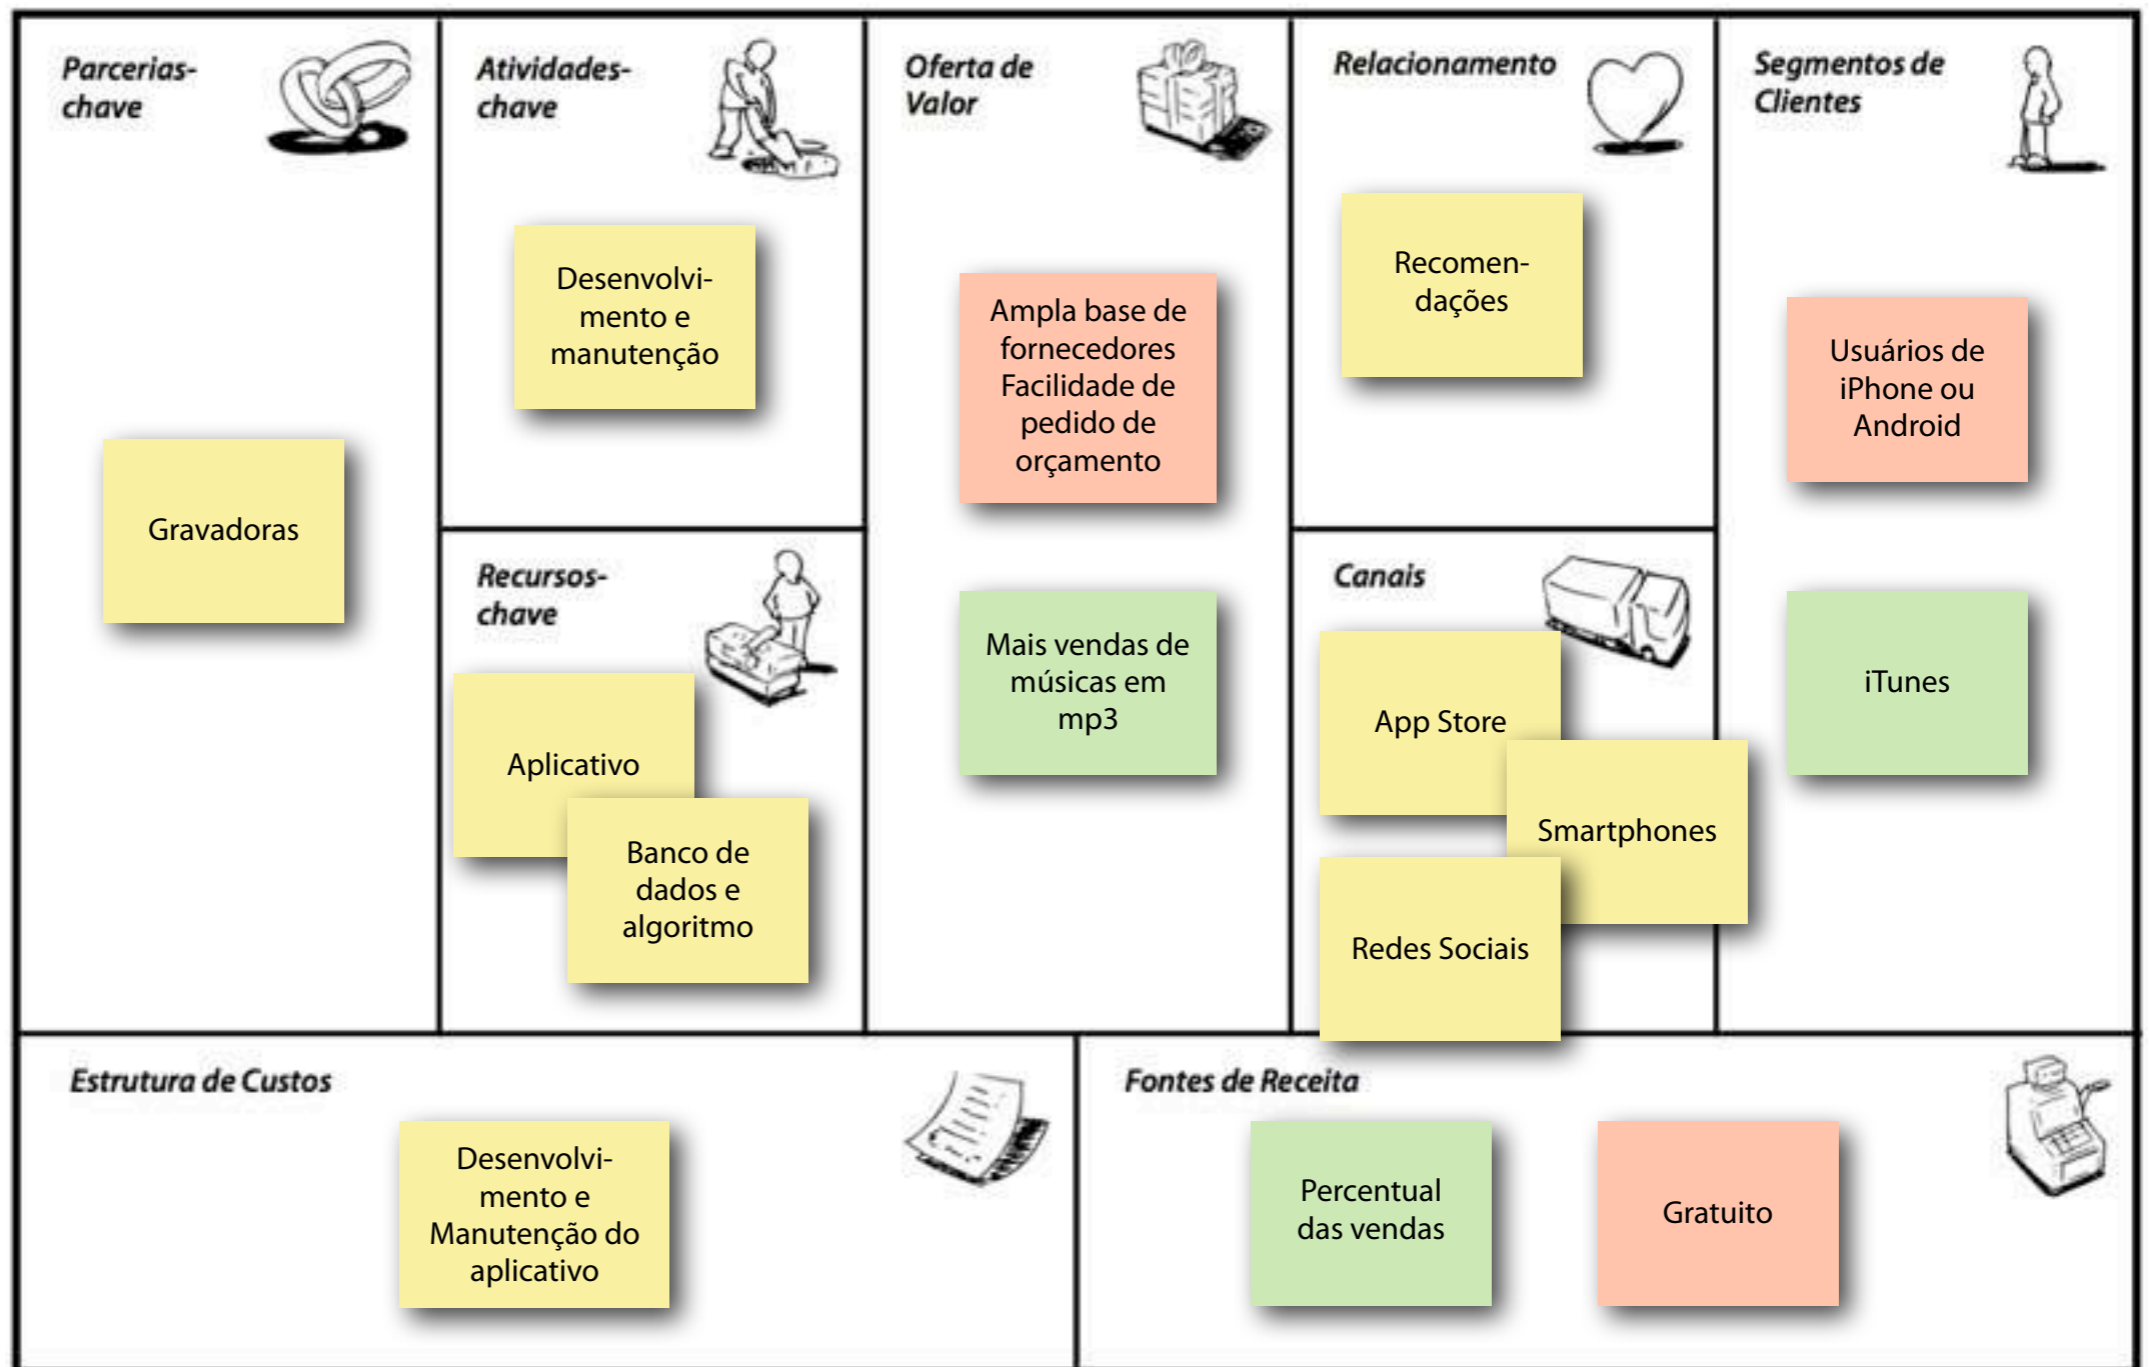 Parcerias-
chave
Gravadoras
Atividades-
chave
Desenvolvi-
mento e
manutenção
Recursos-
chave
Aplicativo
Banco de
dados e
algoritmo
Oferta de
Valor
Ampla base de
fornecedores
Facilidade de
pedido de
orçamento
Mais vendas de
músicas em
mp3
Relacionamento
Recomen-
dações
Canais
App Store
Smartphones
Redes Sociais
Segmentos de
Clientes
Usuários de
iPhone ou
Android
iTunes
Estrutura de Custos
Desenvolvi-
mento e
Manutenção do
aplicativo
Fontes de Receita
Percentual
das vendas
Gratuito